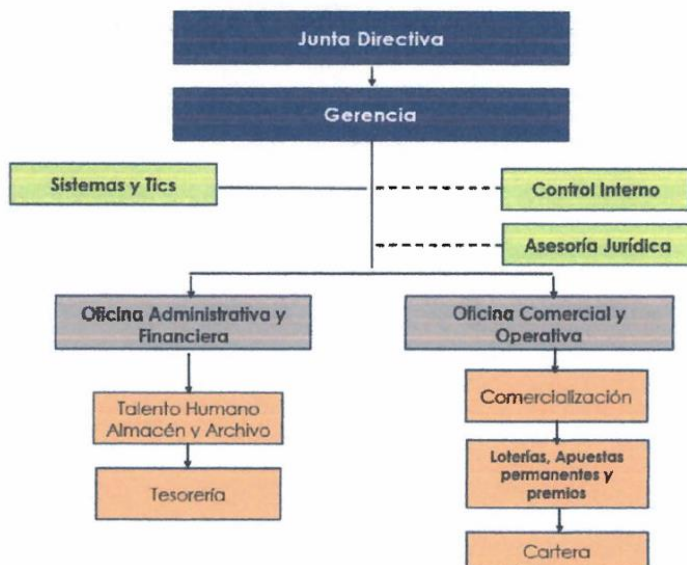 Junta Directiva
Gerencia
Sistemas y Tics
Control Interno
Asesoría Jurídica
Oficina Administrativa y
Financiera
Oficina Comercial y
Operativa
Talento Humano
Almacén y Archivo
Tesorería
Comercialización
Loterías, Apuestas
permanentes y
premios
Cartera